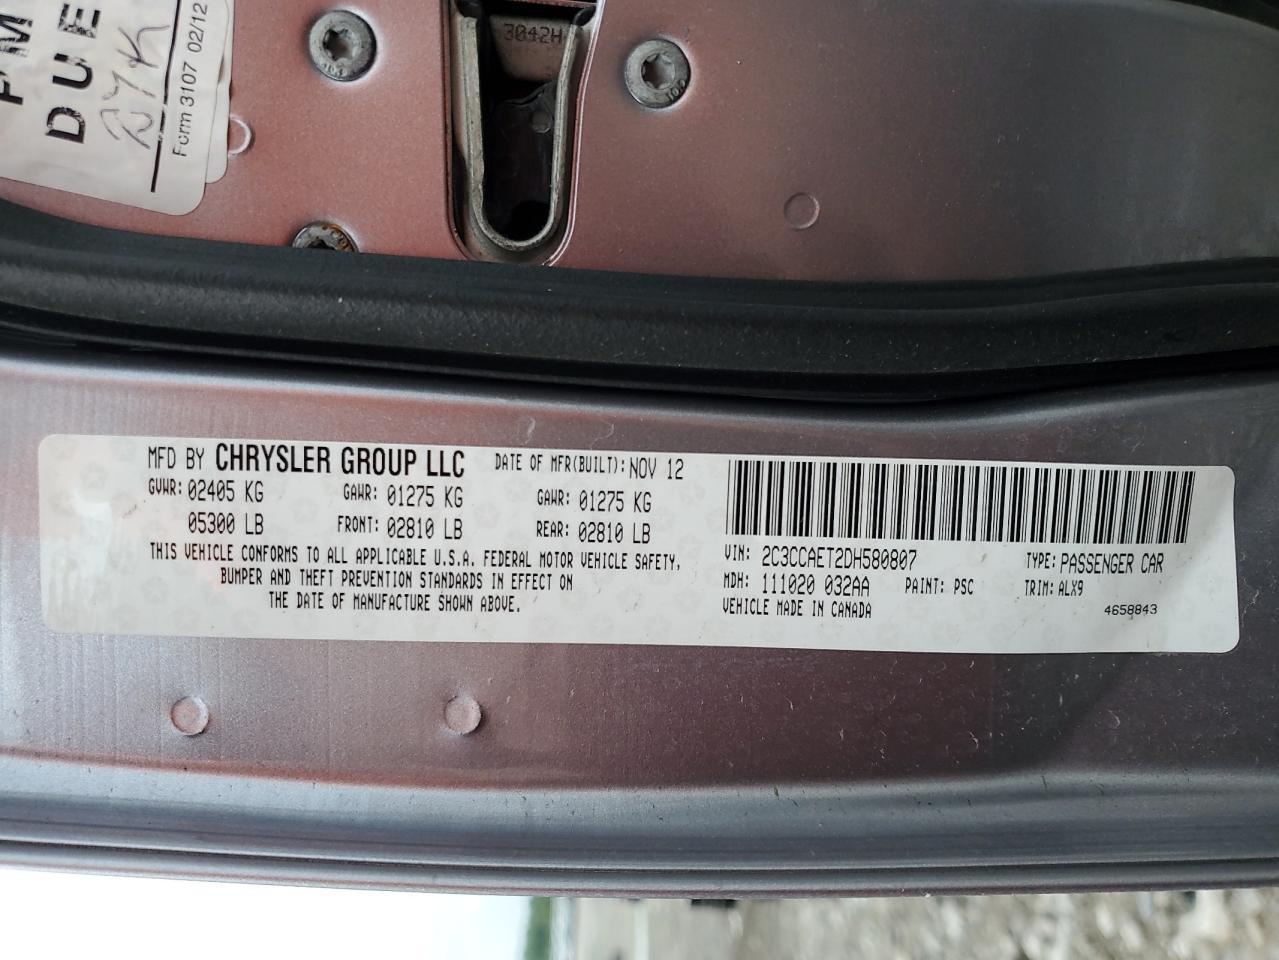 DUE
27K
Form 3107 02/12
3042H
100
100
MFD BY CHRYSLER GROUP LLC DATE OF MFR(BUILT): NOV 12
GVWR: 02405 KG GAWR: 01275 KG GAWR: 01275 KG
05300 LB FRONT: 02810 LB REAR: 02810 LB
THIS VEHICLE CONFORMS TO ALL APPLICABLE U.S.A. FEDERAL MOTOR VEHICLE SAFETY,
BUMPER AND THEFT PREVENTION STANDARDS IN EFFECT ON
THE DATE OF MANUFACTURE SHOWN ABOVE.
VIN: 2C3CCAET2DH580807 TYPE: PASSENGER CAR
MDH: 111020 032AA PAINT: PSC TRIM: ALX9
VEHICLE MADE IN CANADA 4658843